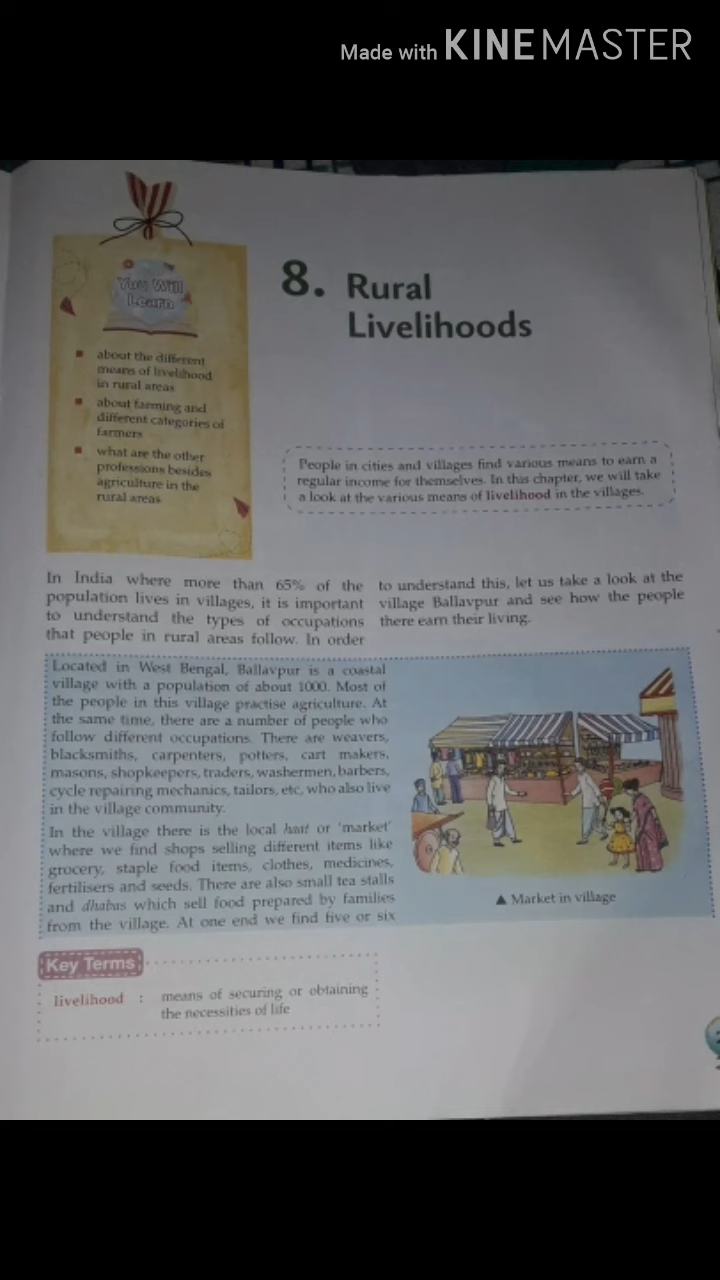 Made with KINEMASTER
You Will
Learn
about the different
means of livelihood
in rural areas
about farming and
different categories of
farmers
what are the other
professions besides
agriculture in the
rural areas
8. Rural
Livelihoods
People in cities and villages find various means to earn a
regular income for themselves. In this chapter, we will take
a look at the various means of livelihood in the villages.
In India where more than 65% of the
population lives in villages, it is important
to understand the types of occupations
that people in rural areas follow. In order
to understand this, let us take a look at the
village Ballavpur and see how the people
there earn their living.
Located in West Bengal, Ballavpur is a coastal
village with a population of about 1000. Most of
the people in this village practise agriculture. At
the same time, there are a number of people who
follow different occupations. There are weavers,
blacksmiths, carpenters, potters, cart makers,
masons, shopkeepers, traders, washermen, barbers,
cycle repairing mechanics, tailors, etc, who also live
in the village community.
In the village there is the local haat or 'market'
where we find shops selling different items like
grocery, staple food items, clothes, medicines,
fertilisers and seeds. There are also small tea stalls
and dhabas which sell food prepared by families
from the village. At one end we find five or six
▲ Market in village
Key Terms
livelihood : means of securing or obtaining
the necessities of life